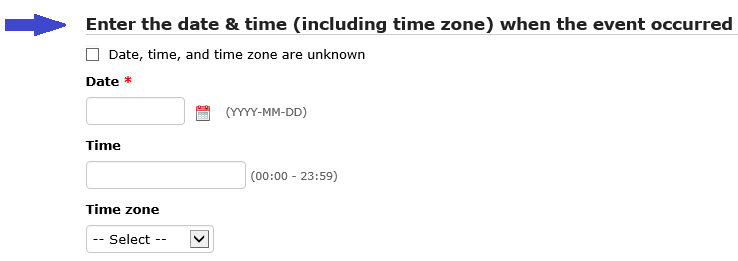 Enter the date & time (including time zone) when the event occurred
Date, time, and time zone are unknown
Date *
(YYYY-MM-DD)
Time
(00:00 - 23:59)
Time zone
-- Select --